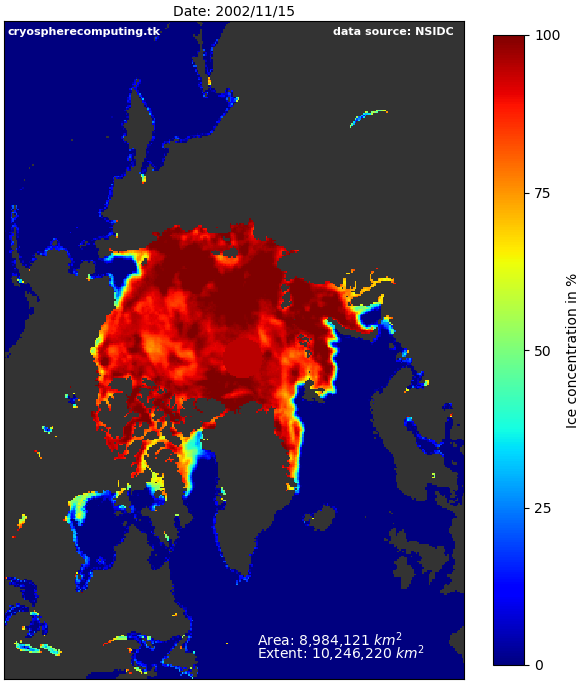 Date: 2002/11/15
cryospherecomputing.tk
data source: NSIDC
100
75
50
25
0
Ice concentration in %
Area: 8,984,121 km²
Extent: 10,246,220 km²